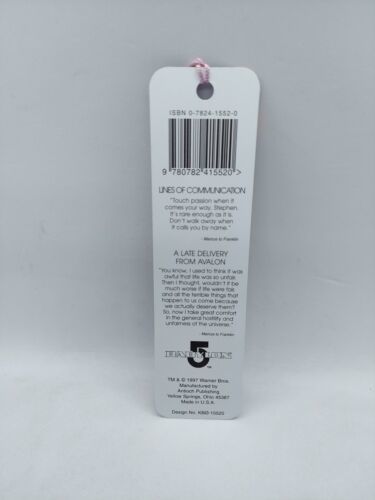 ISBN 0-7824-1552-0
9 780782 415520>
LINES OF COMMUNICATION
"Touch passion when it
comes your way, Stephen.
It's rare enough as it is.
Don't walk away when
it calls you by name."
- Marcus to Franklin
A LATE DELIVERY
FROM AVALON
"You know, I used to think it was
awful that life was so unfair.
Then I thought, wouldn't it be
much worse if life were fair,
and all the terrible things that
happen to us come because
we actually deserve them?
So, now I take great comfort
in the general hostility and
unfairness of the universe."
- Marcus to Franklin
BABYLON
5
TM
TM & © 1997 Warner Bros.
Manufactured by
Antioch Publishing
Yellow Springs, Ohio 45387
Made in U.S.A.
Design No. KBD 15520